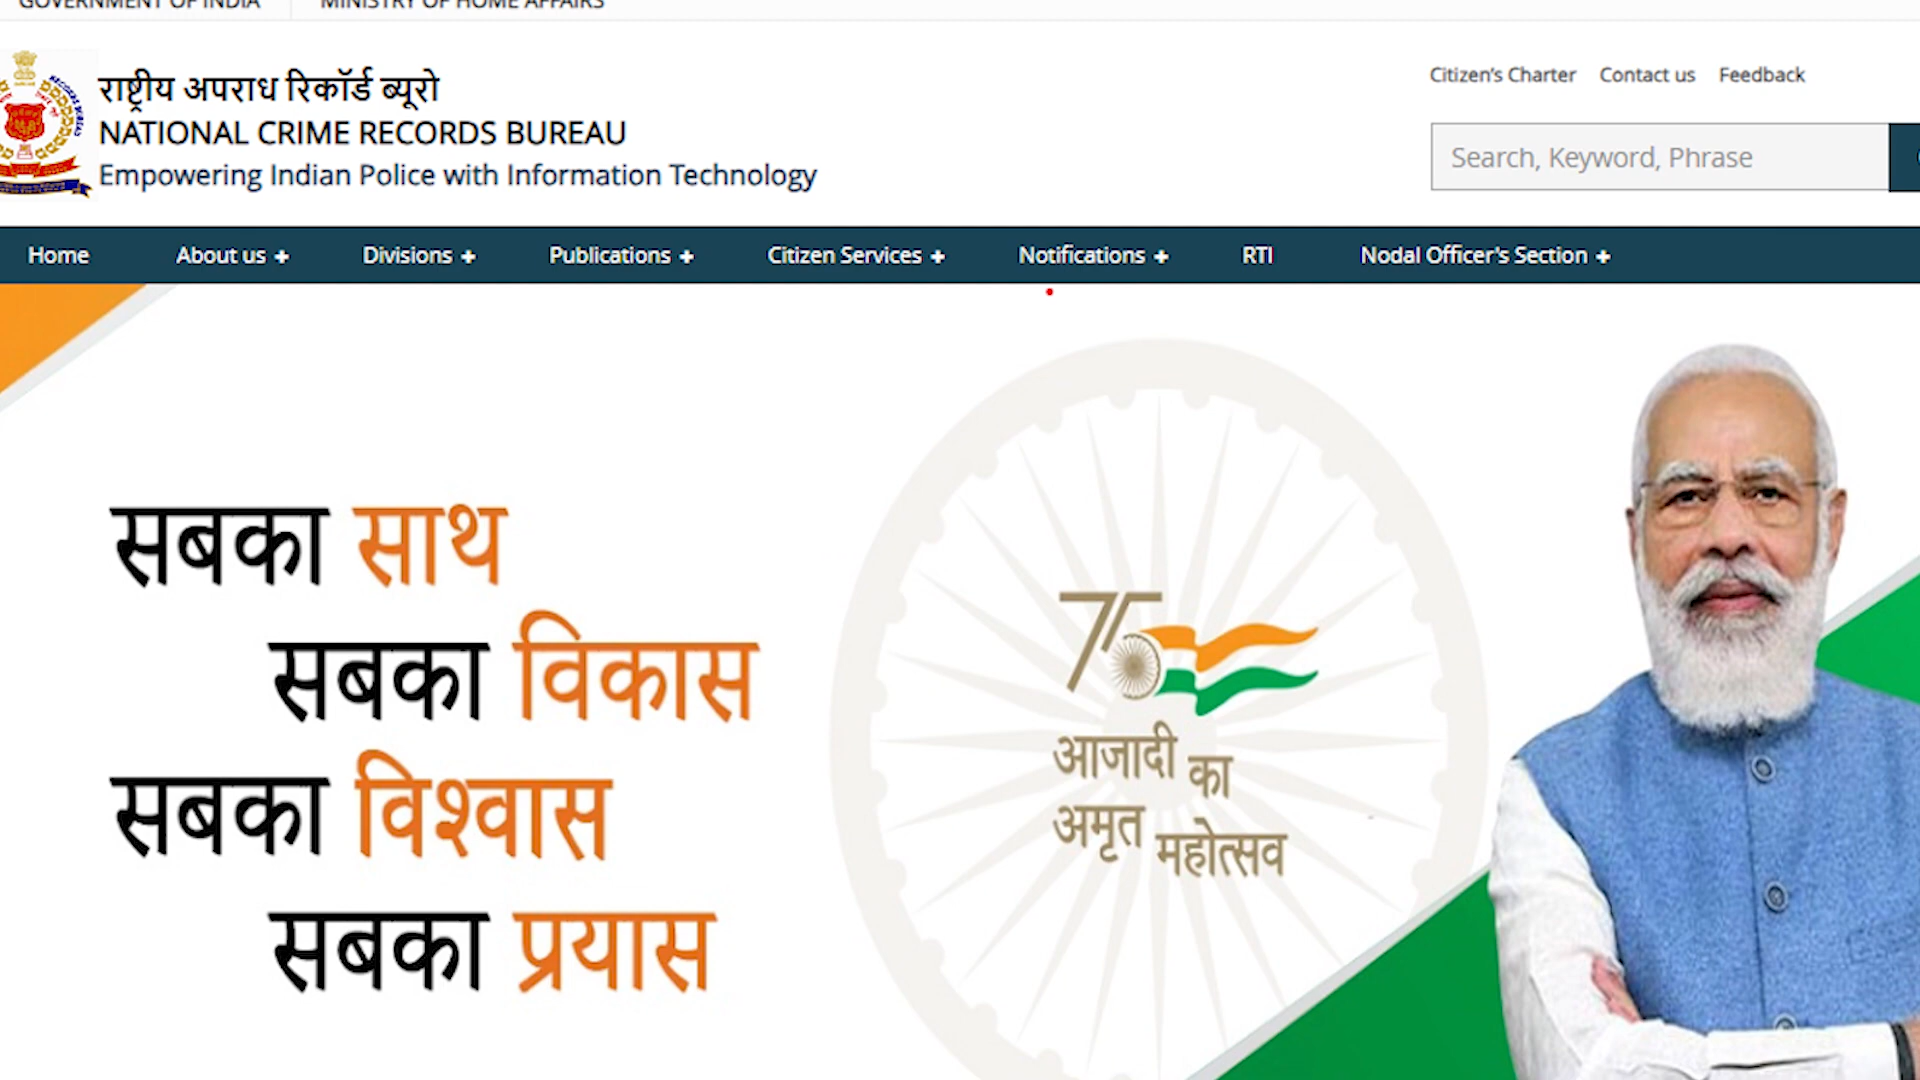 GOVERNMENT OF INDIA MINISTRY OF HOME AFFAIRS
राष्ट्रीय अपराध रिकॉर्ड ब्यूरो
NATIONAL CRIME RECORDS BUREAU
Empowering Indian Police with Information Technology
Citizen's Charter Contact us Feedback
Search, Keyword, Phrase
Home About us + Divisions + Publications + Citizen Services + Notifications + RTI Nodal Officer's Section +
सबका साथ
सबका विकास
सबका विश्वास
सबका प्रयास
75
आजादी का
अमृत महोत्सव